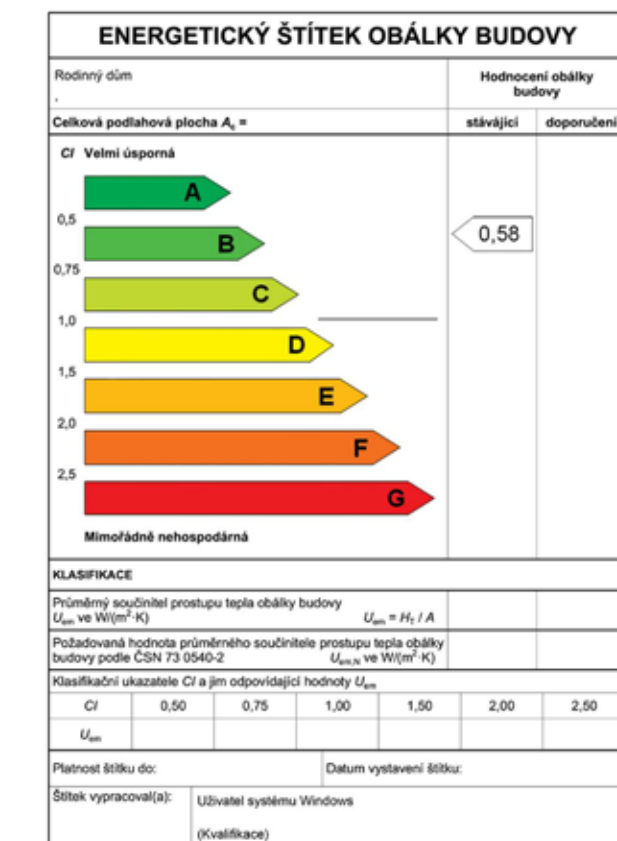 ENERGETICKÝ ŠTÍTEK OBÁLKY BUDOVY
Rodinný dům
,
Hodnocení obálky
budovy
Celková podlahová plocha Ac =
stávající doporučení
CI Velmi úsporná
A
0,5
B
0,58
0,75
C
1,0
D
1,5
E
2,0
F
2,5
G
Mimořádně nehospodárná
KLASIFIKACE
Průměrný součinitel prostupu tepla obálky budovy
Uem ve W/(m²·K) Uem = HT / A
Požadovaná hodnota průměrného součinitele prostupu tepla obálky
budovy podle ČSN 73 0540-2 Uem,N ve W/(m²·K)
Klasifikační ukazatele CI a jim odpovídající hodnoty Uem
CI 0,50 0,75 1,00 1,50 2,00 2,50
Uem
Platnost štítku do: Datum vystavení štítku:
Štítek vypracoval(a): Uživatel systému Windows
(Kvalifikace)